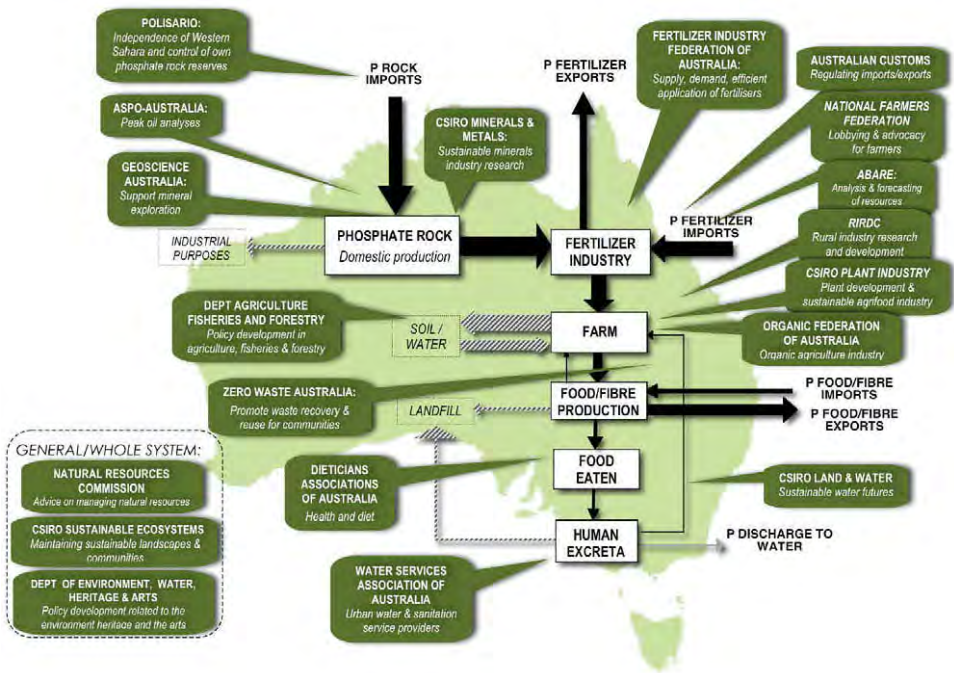 POLISARIO:
Independence of Western
Sahara and control of own
phosphate rock reserves
P ROCK
IMPORTS
P FERTILIZER
EXPORTS
FERTILIZER INDUSTRY
FEDERATION OF
AUSTRALIA:
Supply, demand, efficient
application of fertilisers
AUSTRALIAN CUSTOMS
Regulating imports/exports
NATIONAL FARMERS
FEDERATION
Lobbying & advocacy
for farmers
ASPO-AUSTRALIA:
Peak oil analyses
CSIRO MINERALS &
METALS:
Sustainable minerals
industry research
GEOSCIENCE
AUSTRALIA:
Support mineral
exploration
ABARE:
Analysis & forecasting
of resources
INDUSTRIAL
PURPOSES
PHOSPHATE ROCK
Domestic production
FERTILIZER
INDUSTRY
P FERTILIZER
IMPORTS
RIRDC
Rural industry research
and development
CSIRO PLANT INDUSTRY
Plant development &
sustainable agrifood industry
DEPT AGRICULTURE
FISHERIES AND FORESTRY
Policy development in
agriculture, fisheries & forestry
SOIL/
WATER
FARM
ORGANIC FEDERATION
OF AUSTRALIA
Organic agriculture industry
ZERO WASTE AUSTRALIA:
Promote waste recovery &
reuse for communities
LANDFILL
FOOD/FIBRE
PRODUCTION
P FOOD/FIBRE
IMPORTS
P FOOD/FIBRE
EXPORTS
GENERAL/WHOLE SYSTEM:
NATURAL RESOURCES
COMMISSION
Advice on managing natural resources
CSIRO SUSTAINABLE ECOSYSTEMS
Maintaining sustainable landscapes &
communities
DEPT OF ENVIRONMENT, WATER,
HERITAGE & ARTS
Policy development related to the
environment heritage and the arts
DIETICIANS
ASSOCIATIONS
OF AUSTRALIA
Health and diet
FOOD
EATEN
CSIRO LAND & WATER
Sustainable water futures
HUMAN
EXCRETA
P DISCHARGE TO
WATER
WATER SERVICES
ASSOCIATION OF
AUSTRALIA
Urban water & sanitation
service providers